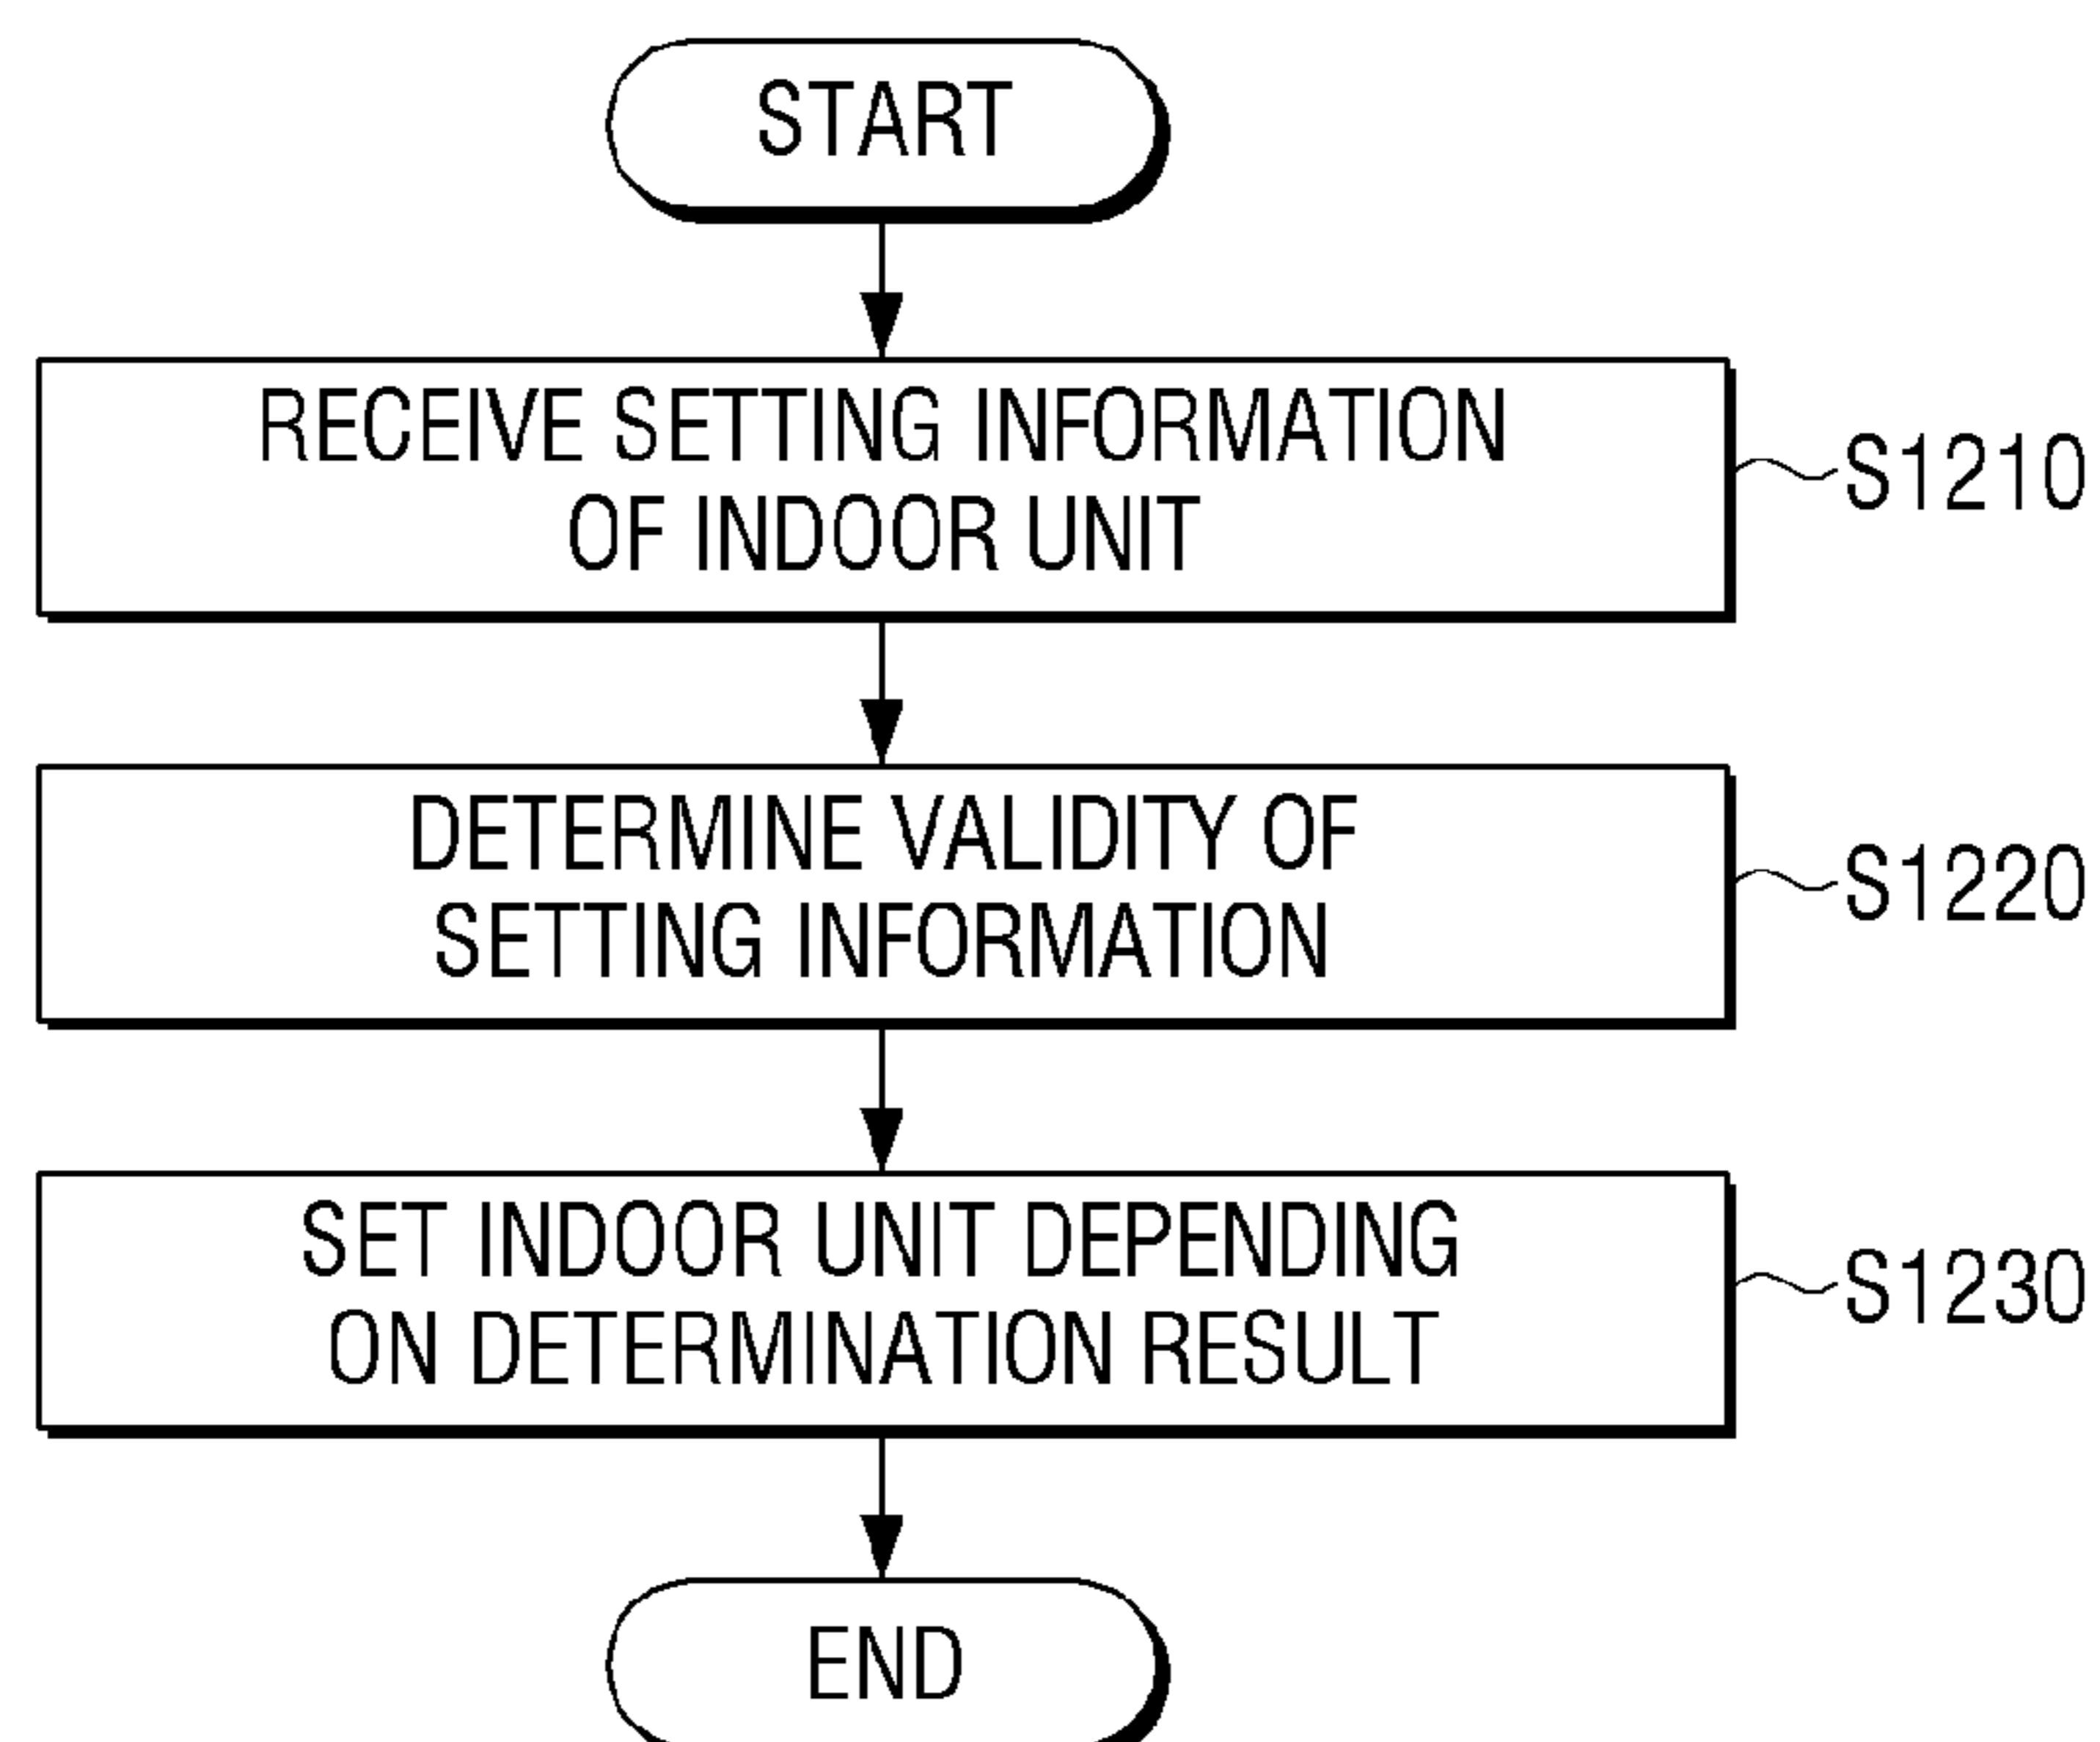 START
RECEIVE SETTING INFORMATION
OF INDOOR UNIT
S1210
DETERMINE VALIDITY OF
SETTING INFORMATION
S1220
SET INDOOR UNIT DEPENDING
ON DETERMINATION RESULT
S1230
END